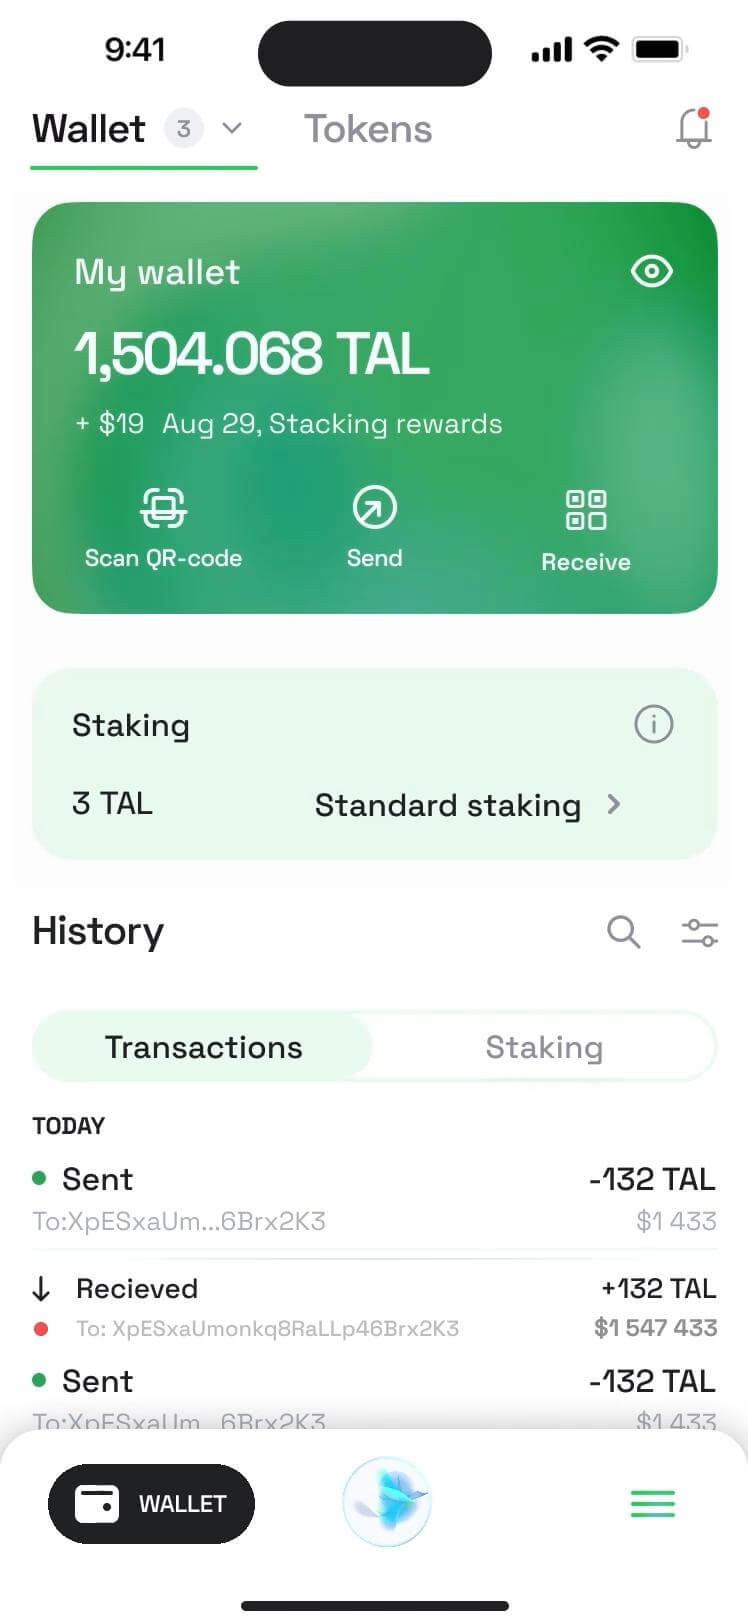 9:41
Wallet 3 Tokens
My wallet
1,504.068 TAL
+ $19 Aug 29, Stacking rewards
Scan QR-code Send Receive
Staking
3 TAL Standard staking
History
Transactions Staking
TODAY
Sent -132 TAL
To:XpESxaUm...6Brx2K3 $1 433
Recieved +132 TAL
To: XpESxaUmonkq8RaLLp46Brx2K3 $1 547 433
Sent -132 TAL
To:XpESxaUm...6Brx2K3 $1 433
WALLET